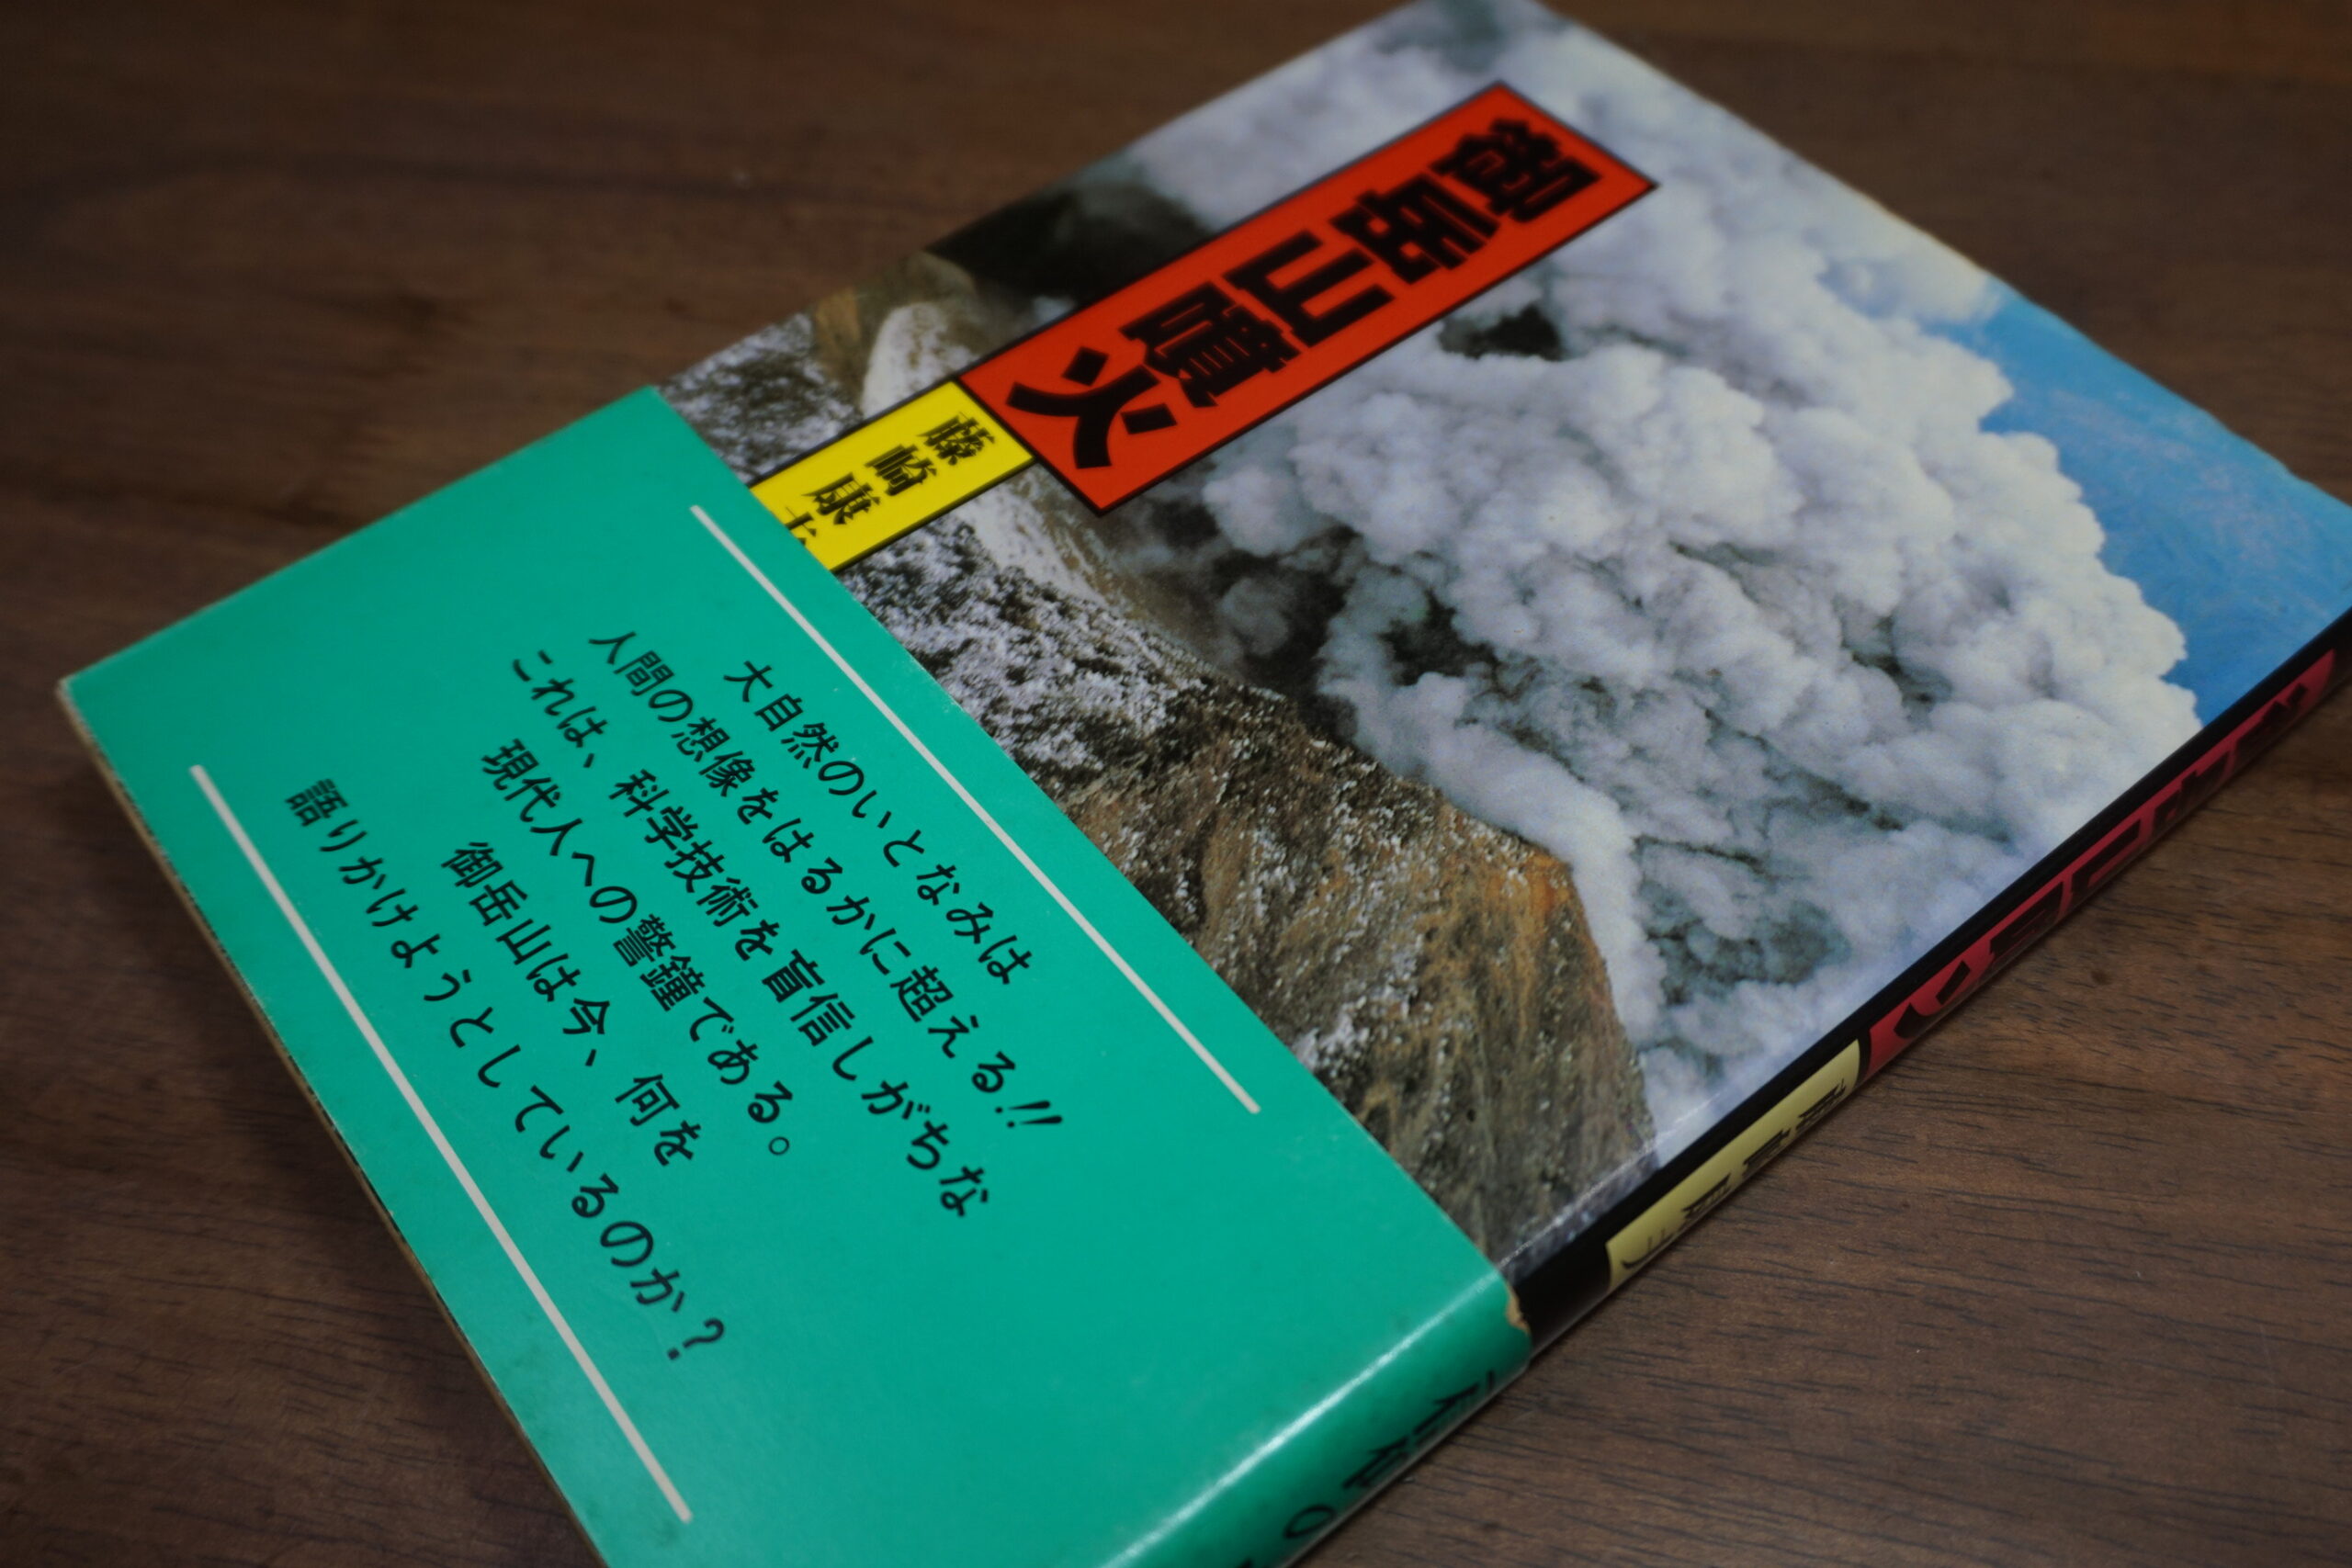 御岳山噴火
藤崎康
大自然のいとなみは
人間の想像をはるかに超える!!
これは、科学技術を盲信しがちな
現代人への警鐘である。
御岳山は今、何を
語りかけようとしているのか?